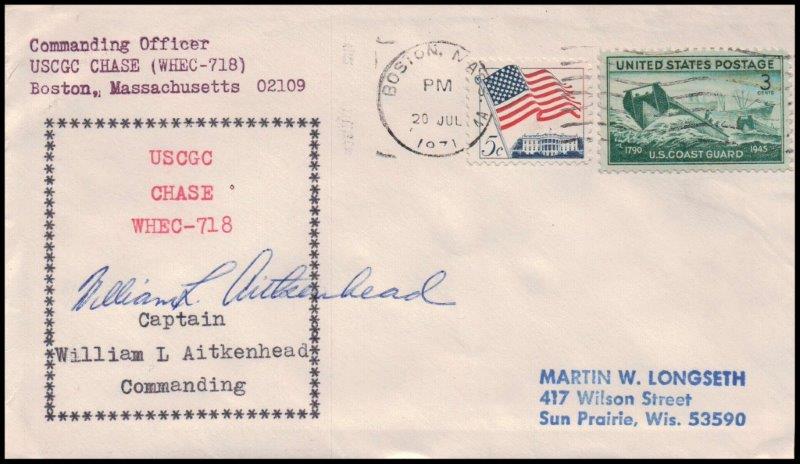 Commanding Officer
USCGC CHASE (WHEC-718)
Boston, Massachusetts 02109
BOSTON, MA
PM
20 JUL
1971
5c
UNITED STATES POSTAGE
3
CENTS
1790 U.S. COAST GUARD 1945
USCGC
CHASE
WHEC-718
William L. Aitkenhead
Captain
William L Aitkenhead
Commanding
MARTIN W. LONGSETH
417 Wilson Street
Sun Prairie, Wis. 53590